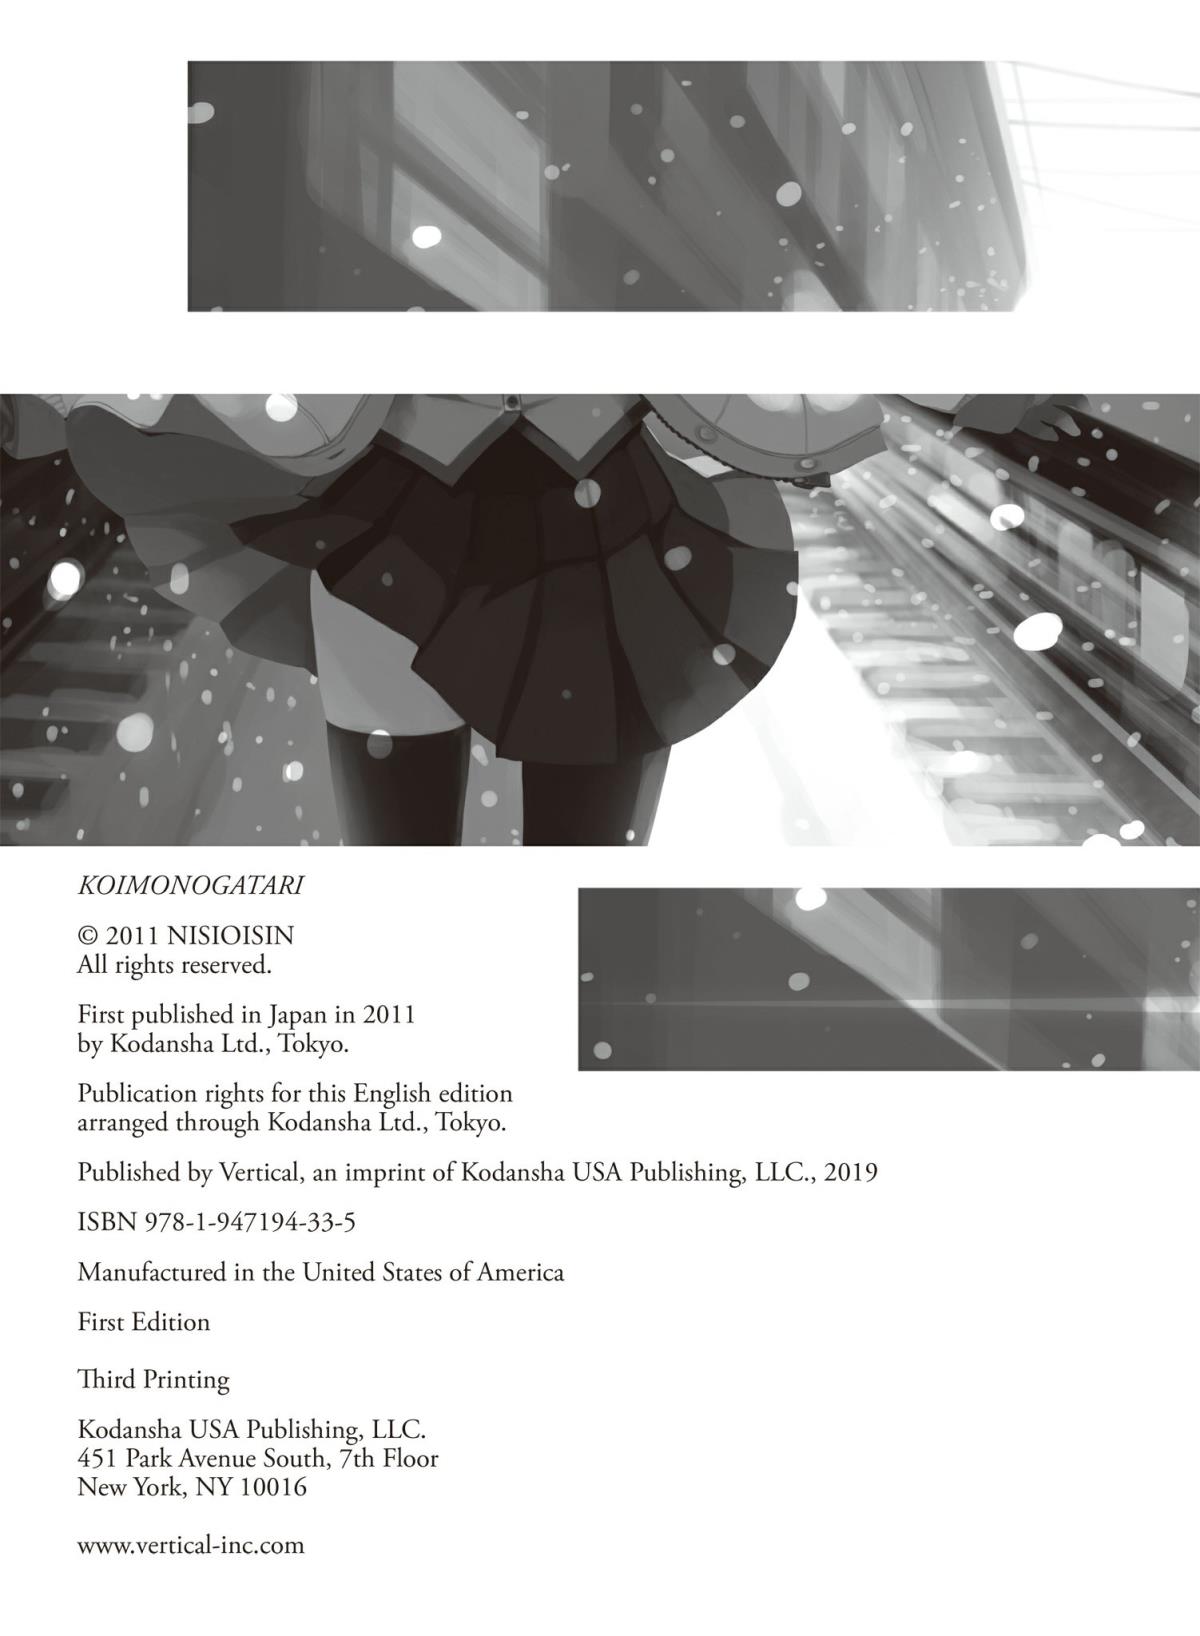 KOIMONOGATARI
© 2011 NISIOISIN
All rights reserved.
First published in Japan in 2011
by Kodansha Ltd., Tokyo.
Publication rights for this English edition
arranged through Kodansha Ltd., Tokyo.
Published by Vertical, an imprint of Kodansha USA Publishing, LLC., 2019
ISBN 978-1-947194-33-5
Manufactured in the United States of America
First Edition
Third Printing
Kodansha USA Publishing, LLC.
451 Park Avenue South, 7th Floor
New York, NY 10016
www.vertical-inc.com